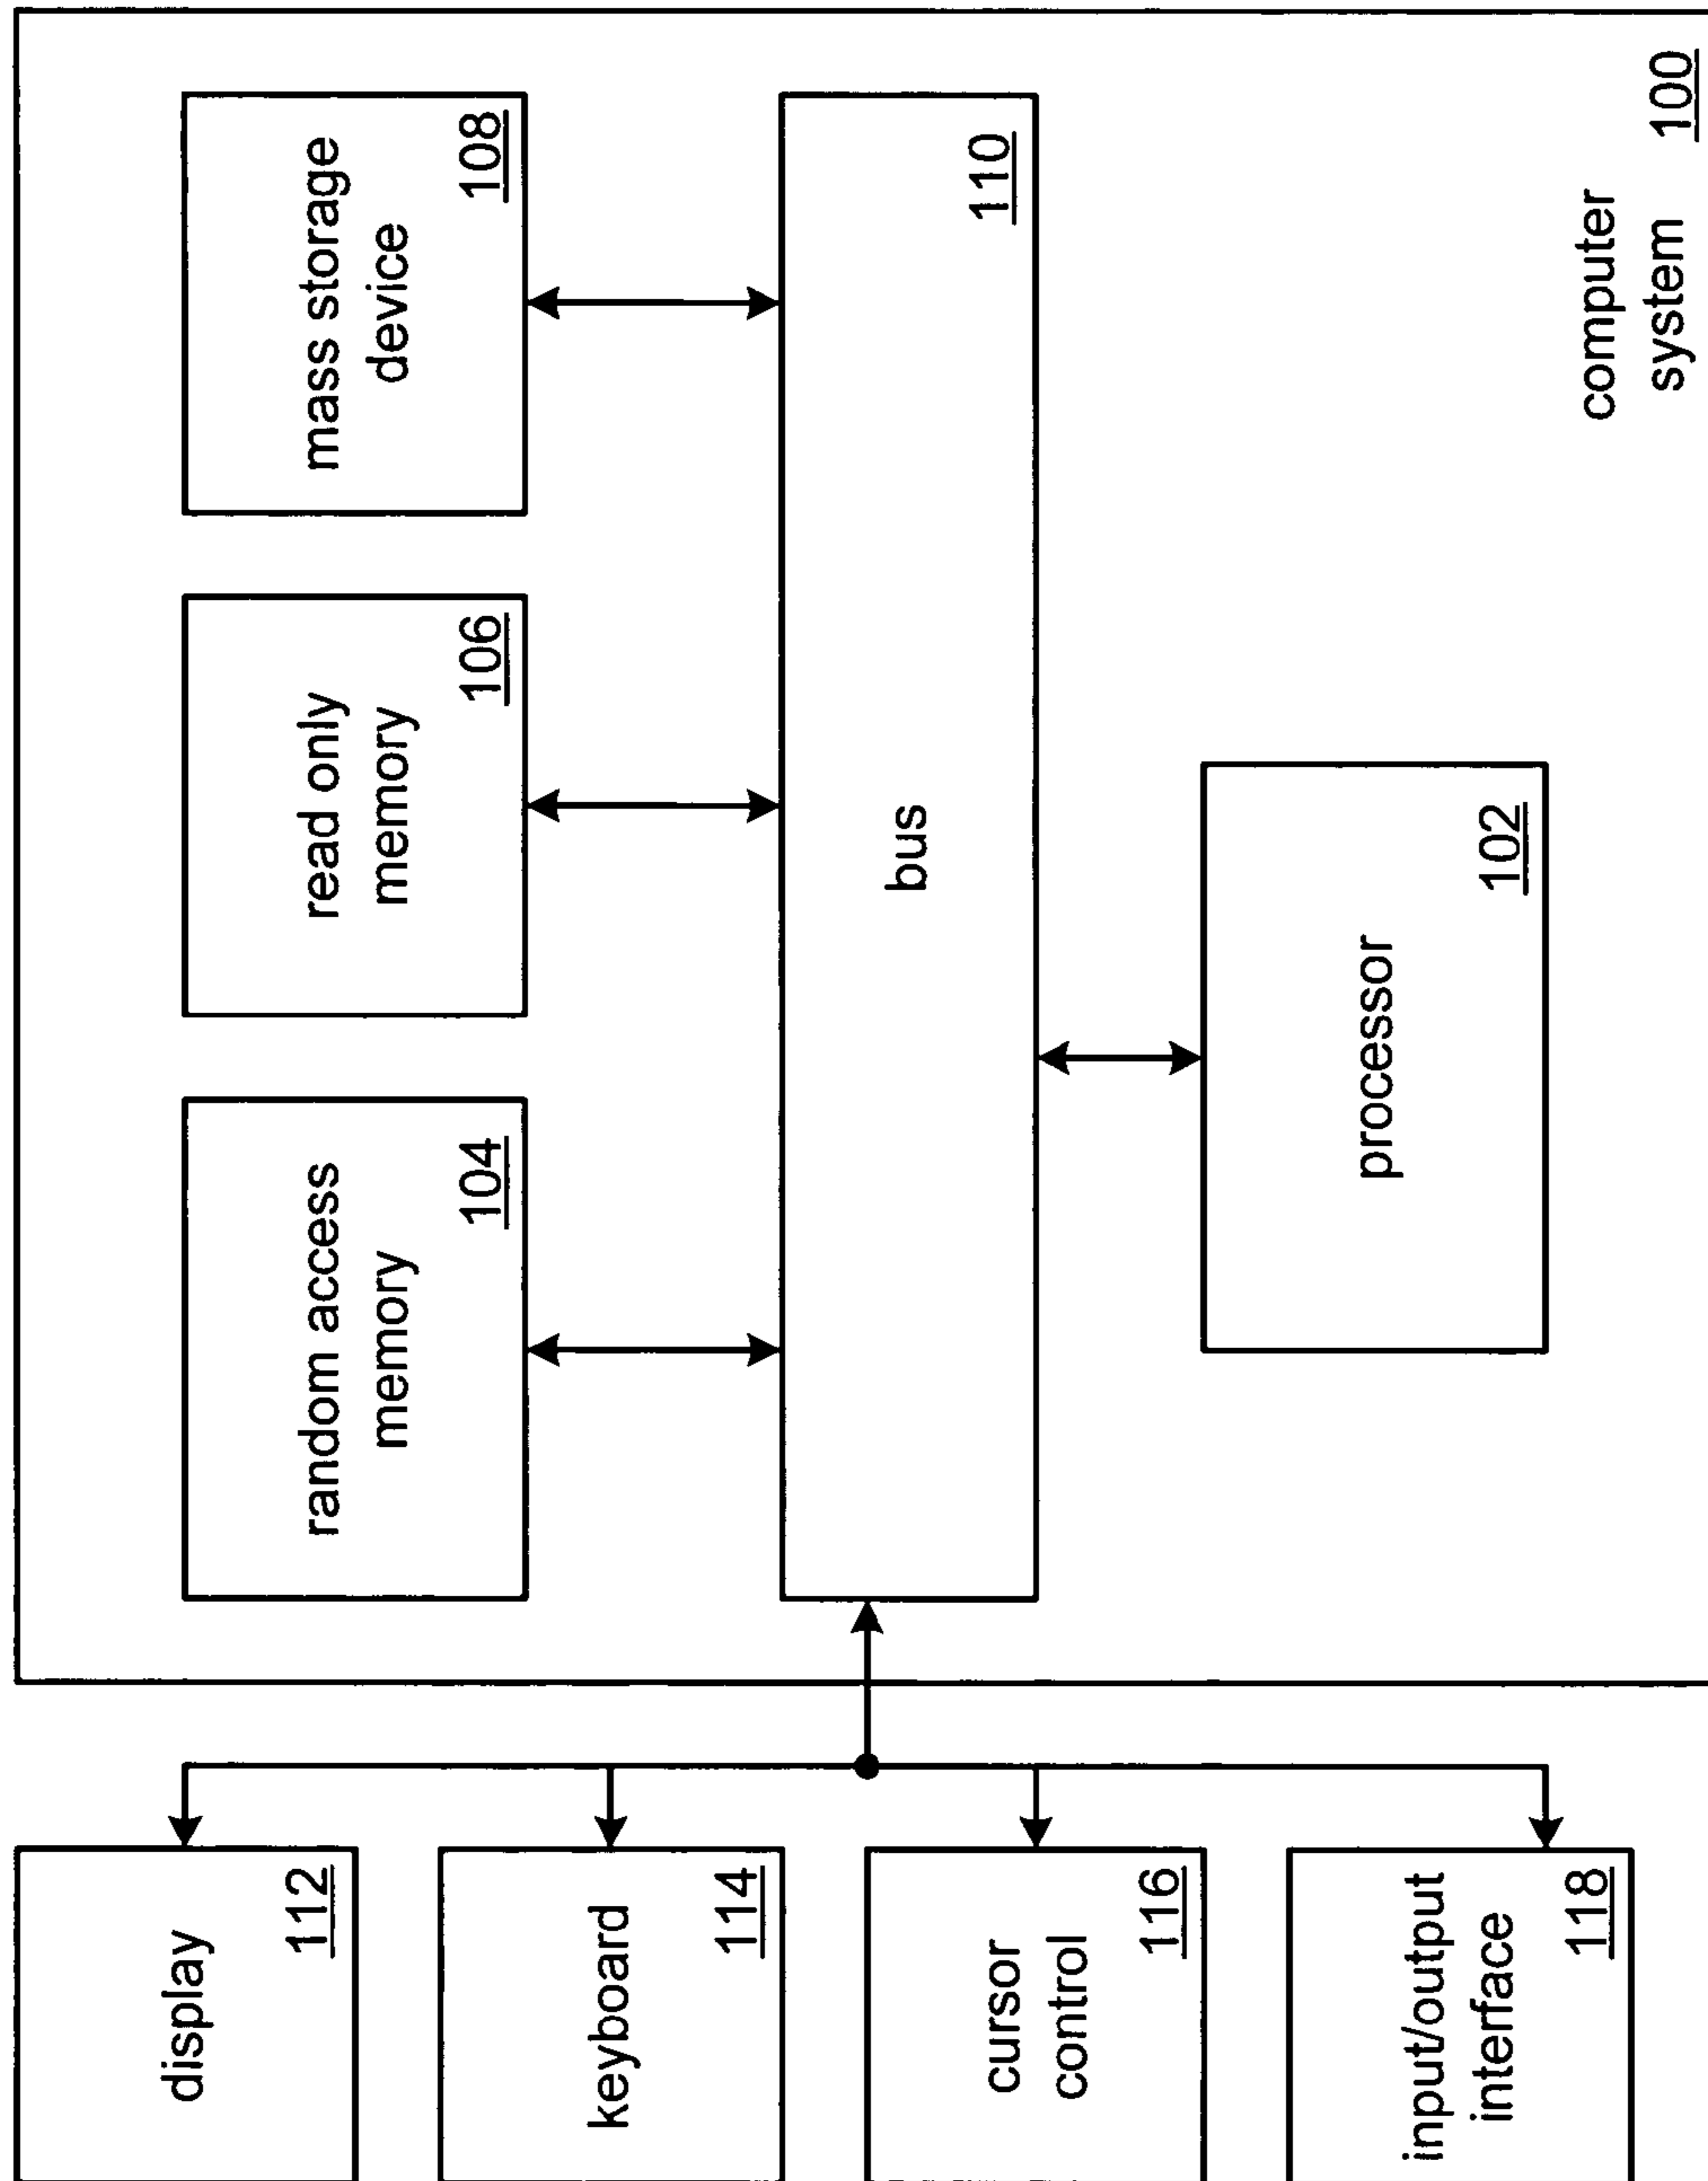 display
112
keyboard
114
cursor
control
116
input/output
interface
118
random access
memory
104
read only
memory
106
mass storage
device
108
bus
110
processor
102
computer
system 100